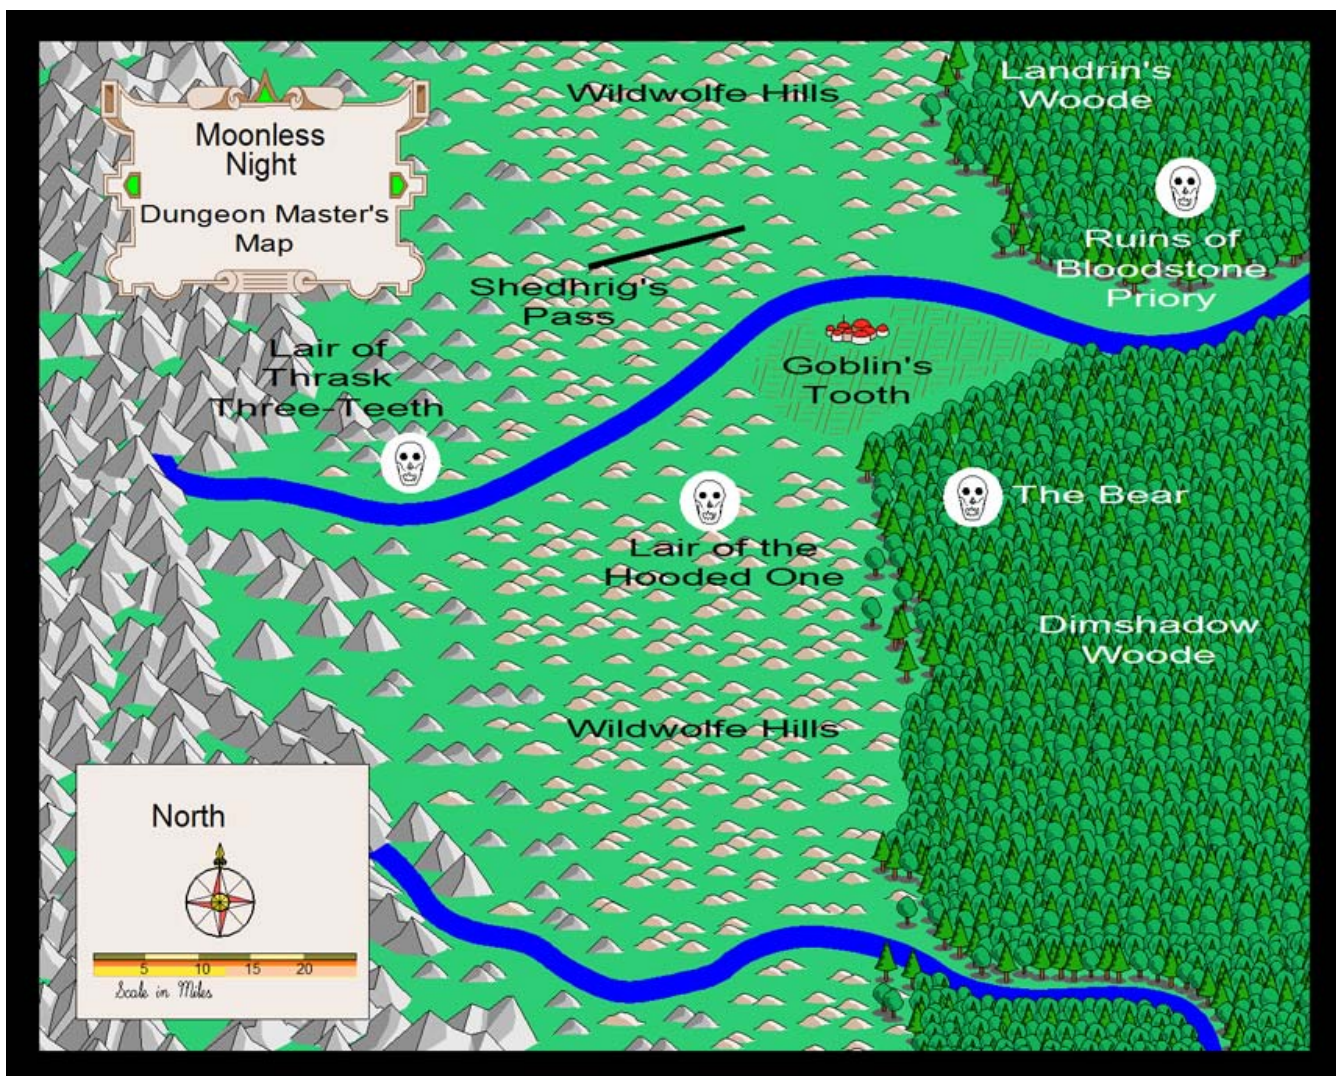 Wildwolfe Hills
Landrin's
Woode
Moonless
Night
Dungeon Master's
Map
Ruins of
Bloodstone
Priory
Shedhrig's
Pass
Lair of
Thrask
Three-Teeth
Goblin's
Tooth
The Bear
Lair of the
Hooded One
Dimshadow
Woode
Wildwolfe Hills
North
5 10 15 20
Scale in Miles